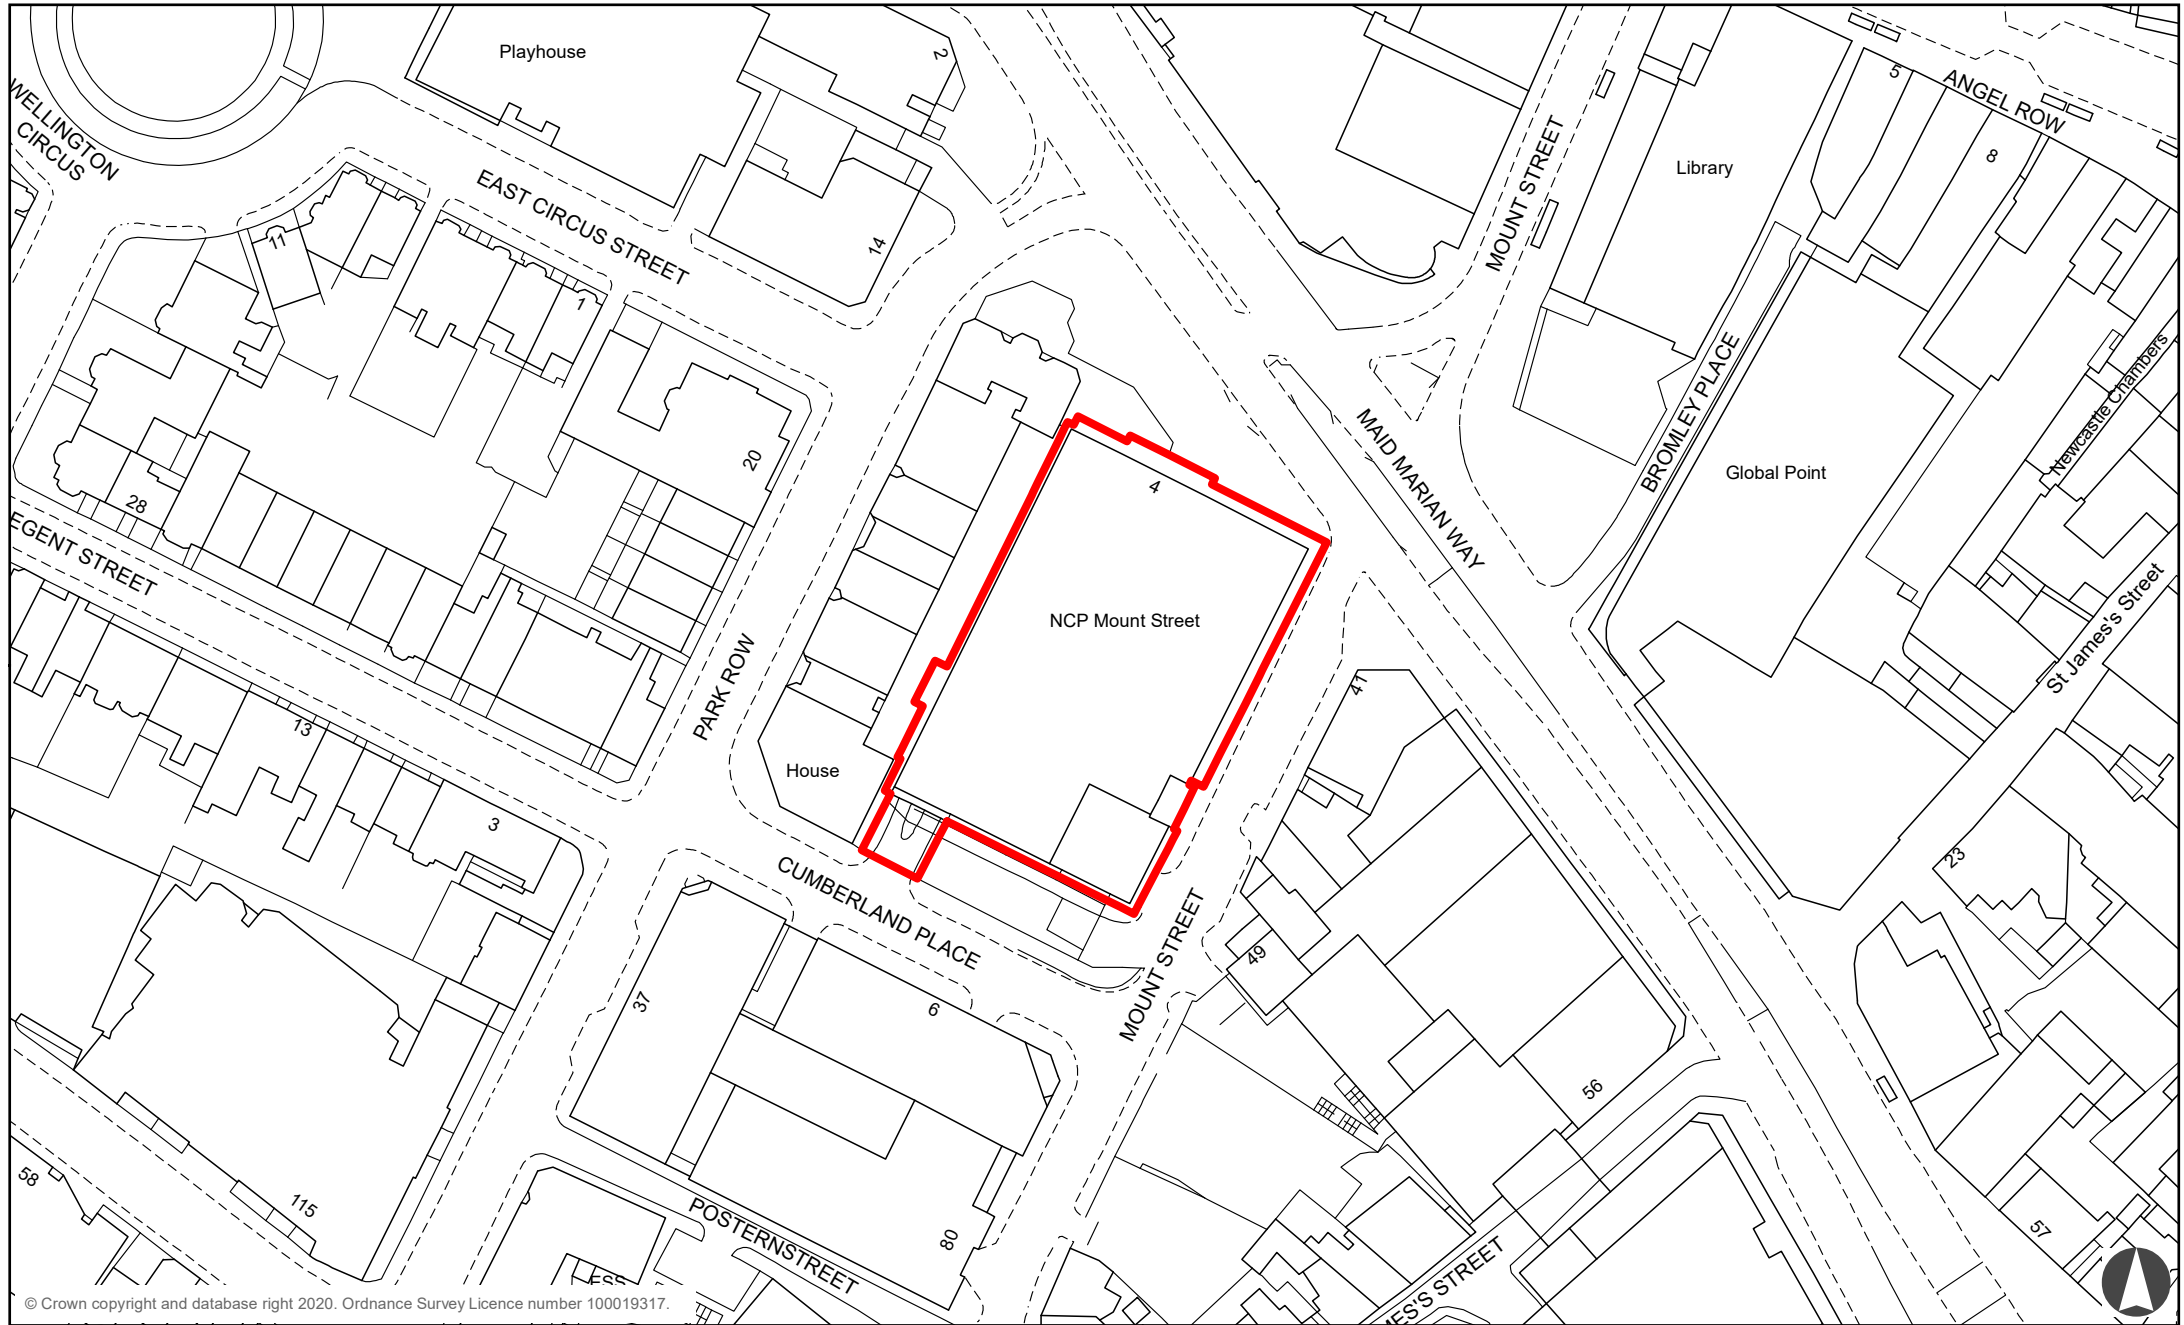 Playhouse
2
5
ANGEL ROW
8
WELLINGTON
CIRCUS
EAST CIRCUS STREET
MOUNT STREET
Library
11
14
1
BROMLEY PLACE
Newcastle Chambers
MAID MARIAN WAY
20
4
Global Point
28
EGENT STREET
NCP Mount Street
St James's Street
PARK ROW
41
13
House
3
23
CUMBERLAND PLACE
MOUNT STREET
49
37
6
56
58
115
POSTERNSTREET
80
57
ESS
MES'S STREET
© Crown copyright and database right 2020. Ordnance Survey Licence number 100019317.